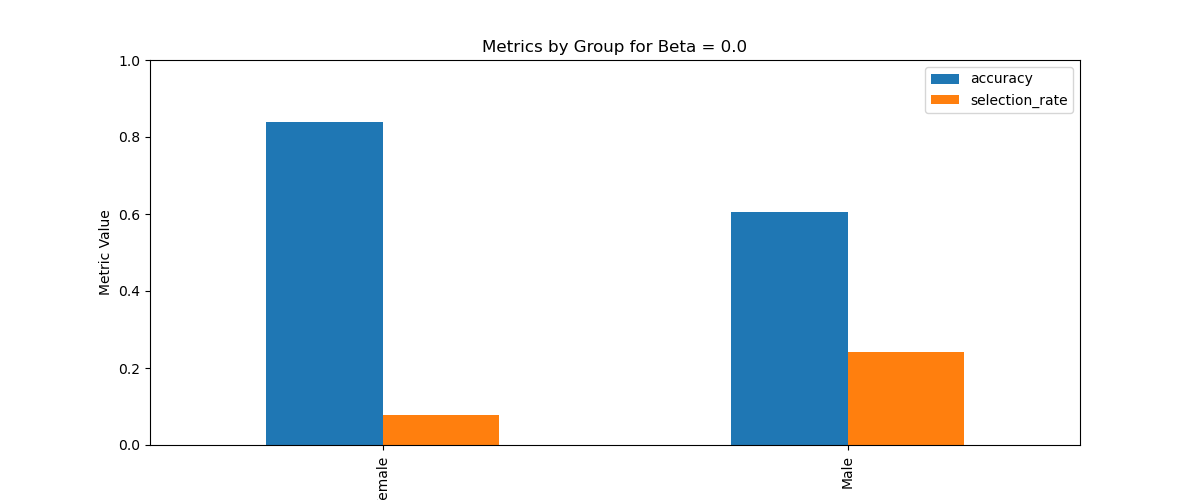 Metrics by Group for Beta = 0.0
accuracy
selection_rate
Metric Value
1.0
0.8
0.6
0.4
0.2
0.0
emale
Male